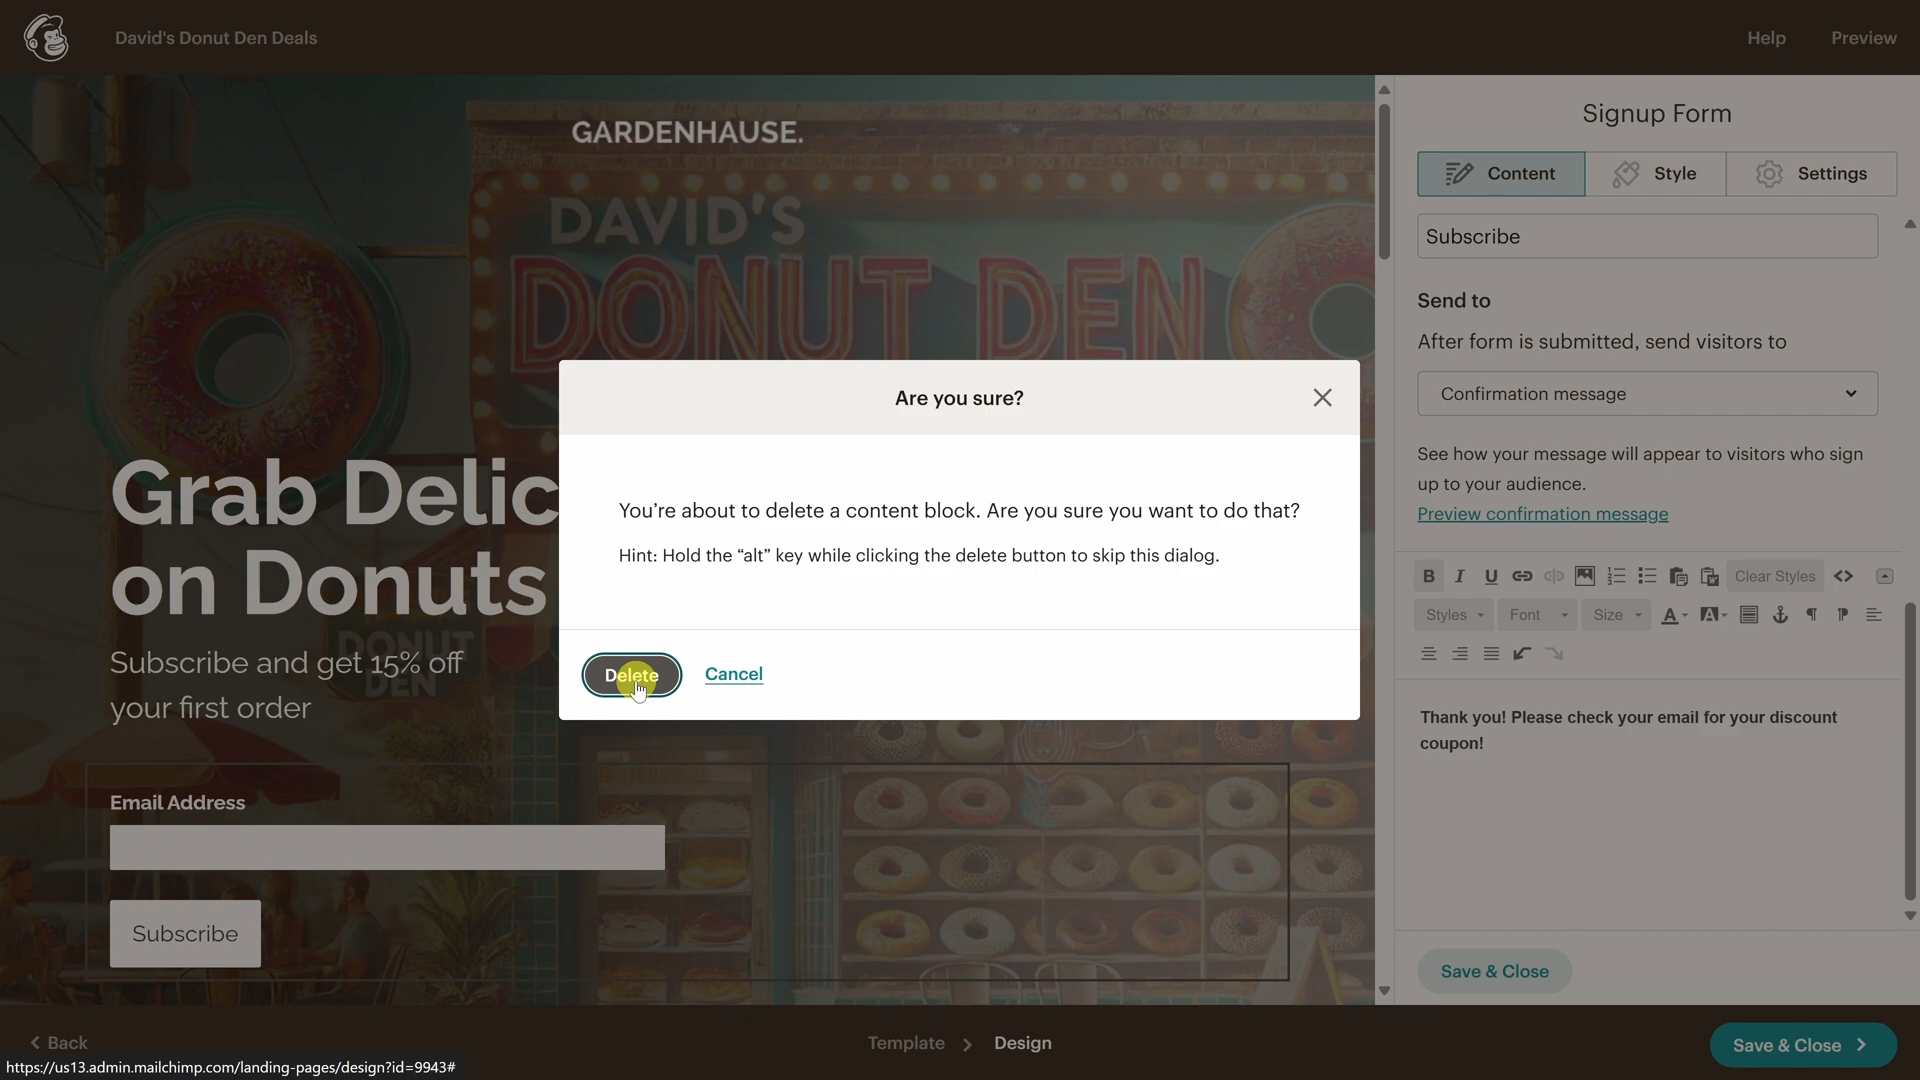 David's Donut Den Deals
Help
Preview
GARDENHAUSE.
DAVID'S
DONUT DEN
Grab Delic
on Donuts
DONUT
DEN
Subscribe and get 15% off
your first order
Email Address
Subscribe
Are you sure?
You're about to delete a content block. Are you sure you want to do that?
Hint: Hold the “alt” key while clicking the delete button to skip this dialog.
Delete
Cancel
Signup Form
Content
Style
Settings
Subscribe
Send to
After form is submitted, send visitors to
Confirmation message
See how your message will appear to visitors who sign
up to your audience.
Preview confirmation message
B I U Clear Styles
Styles Font Size A A
Thank you! Please check your email for your discount
coupon!
Save & Close
Back
Template
Design
Save & Close
https://us13.admin.mailchimp.com/landing-pages/design?id=9943#